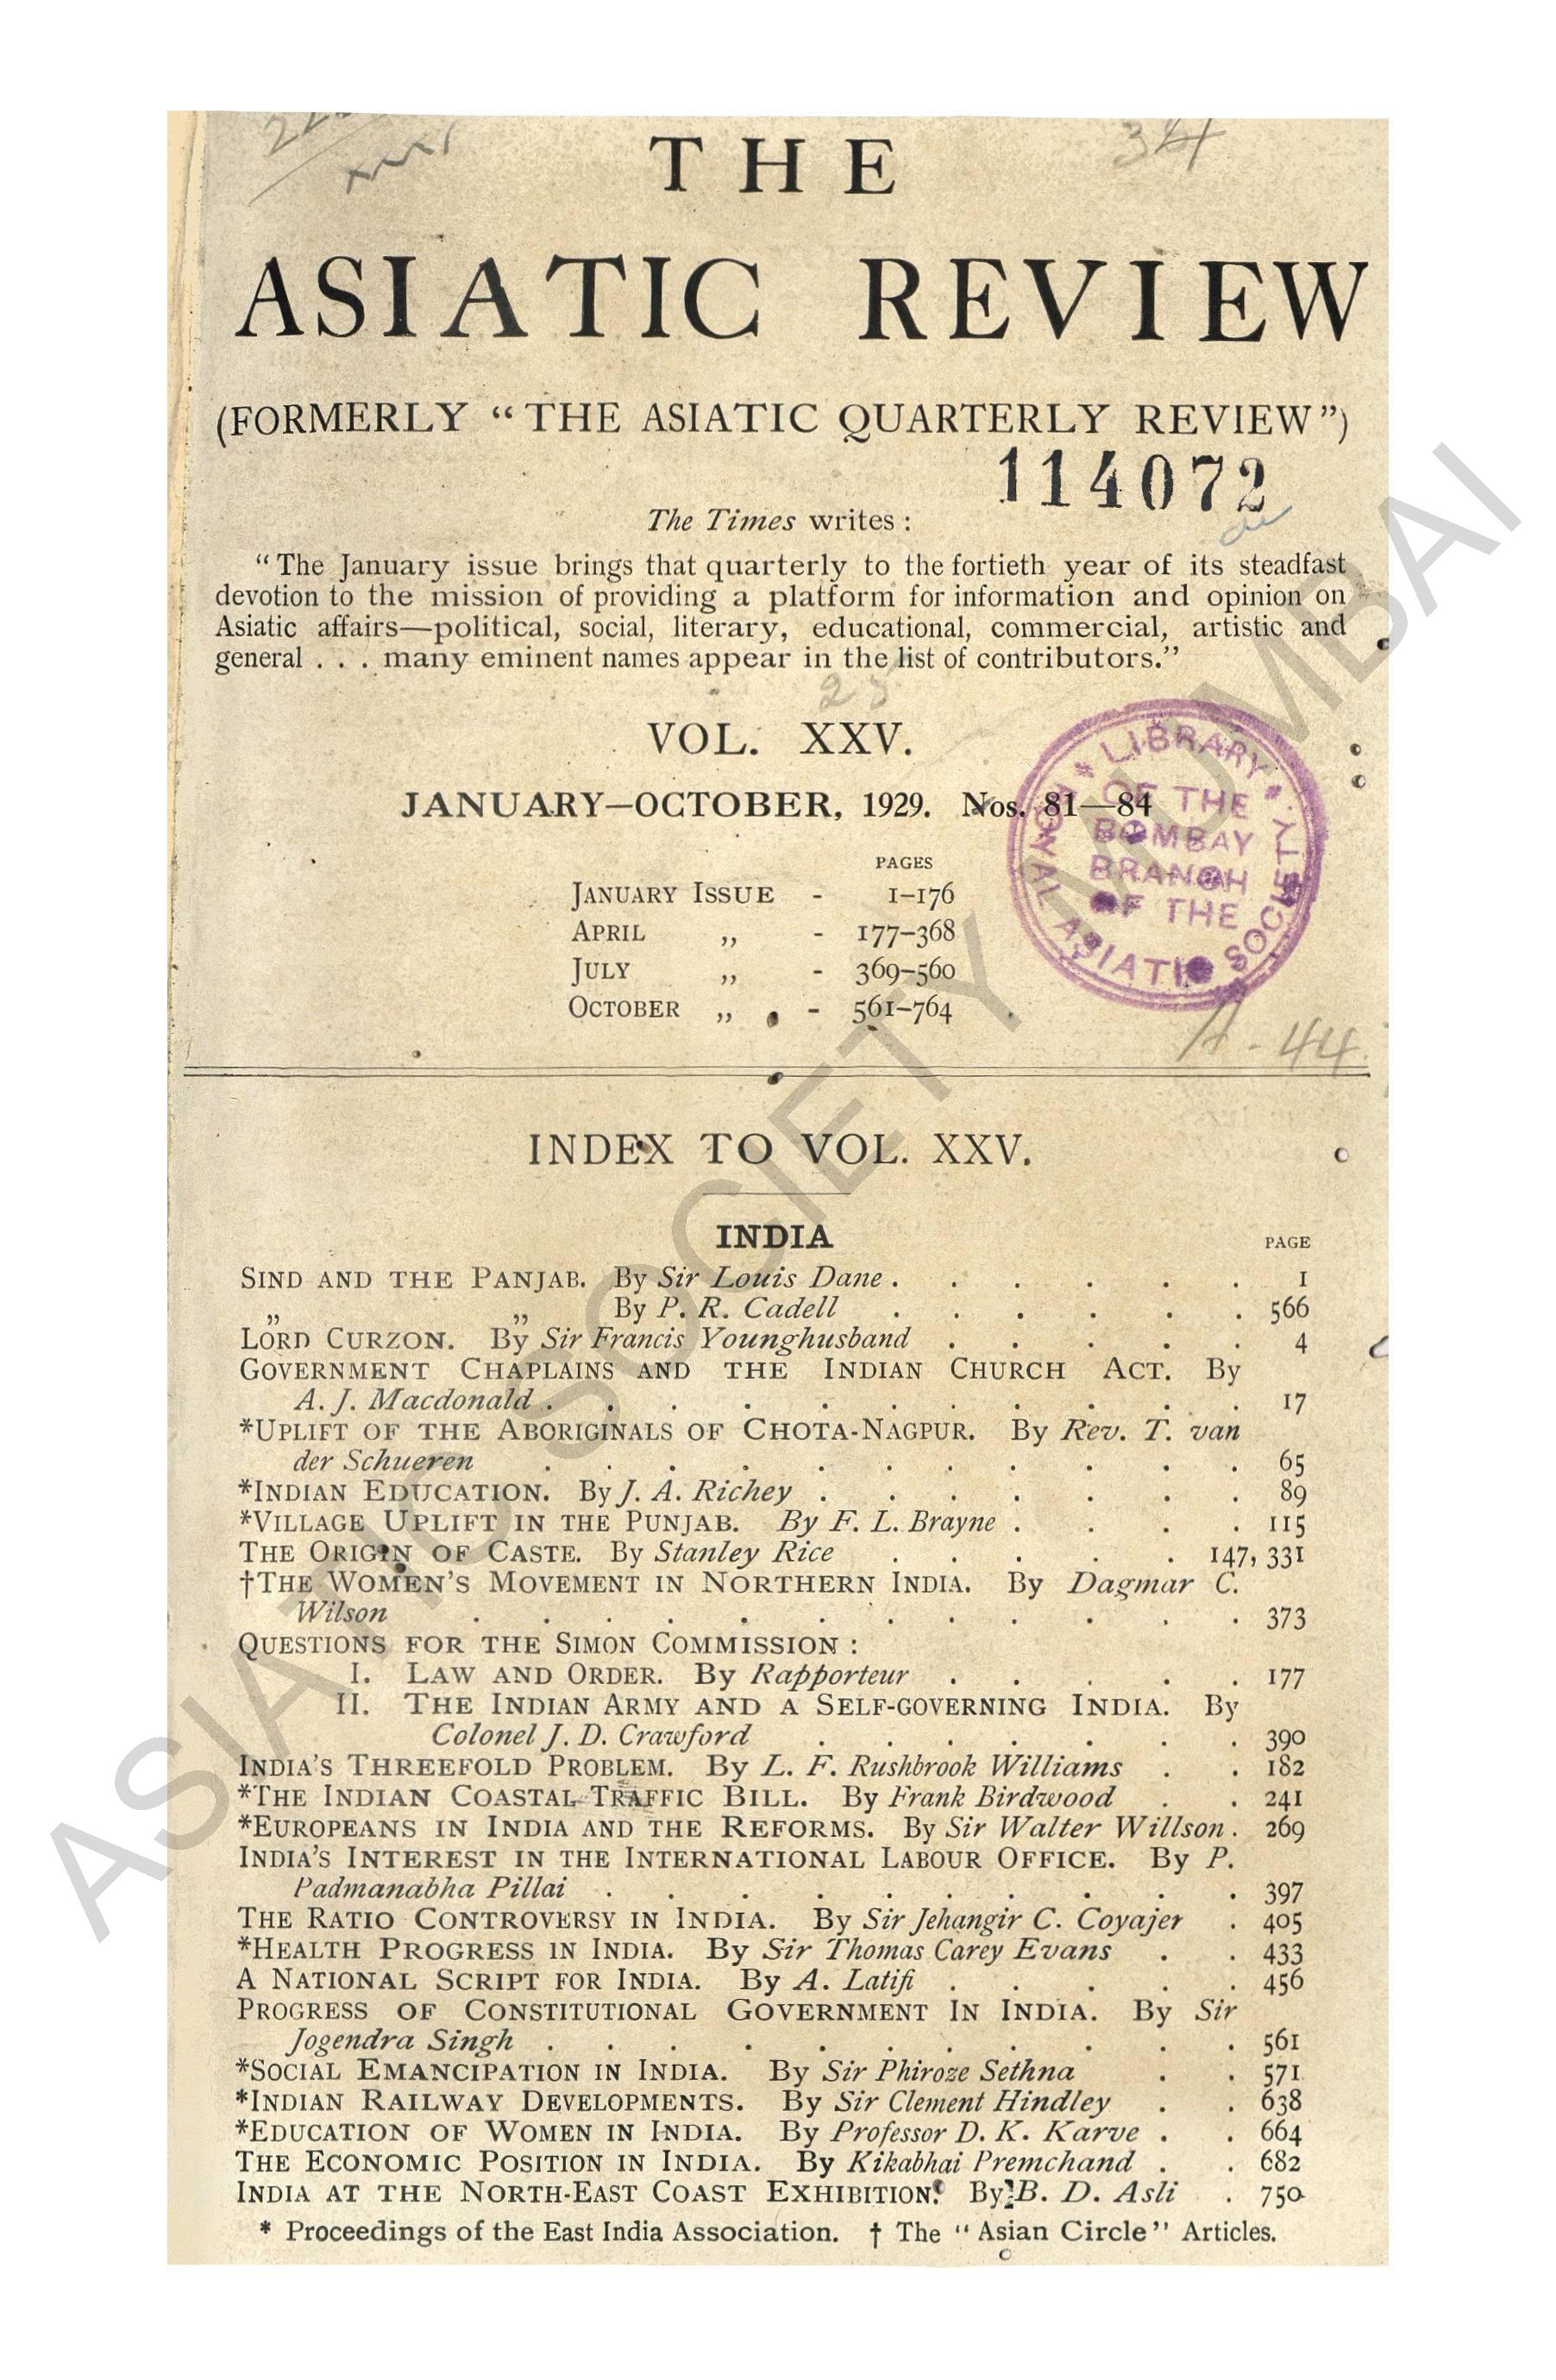 34
THE
ASIATIC REVIEW
(FORMERLY “THE ASIATIC QUARTERLY REVIEW”)
114072
The Times writes :
“The January issue brings that quarterly to the fortieth year of its steadfast
devotion to the mission of providing a platform for information and opinion on
Asiatic affairs—political, social, literary, educational, commercial, artistic and
general . . . many eminent names appear in the list of contributors.”
25
VOL. XXV.
JANUARY—OCTOBER, 1929. Nos. 81—84
LIBRARY
OF THE
BOMBAY
BRANCH
OF THE
ROYAL ASIATIC SOCIETY
PAGES
JANUARY ISSUE - 1–176
APRIL ,, - 177–368
JULY ,, - 369–560
OCTOBER ,, - 561–764
A-44
INDEX TO VOL. XXV.
INDIA
PAGE
SIND AND THE PANJAB. By Sir Louis Dane . . . . . . . 1
,, ,, By P. R. Cadell . . . . . . 566
LORD CURZON. By Sir Francis Younghusband . . . . . 4
GOVERNMENT CHAPLAINS AND THE INDIAN CHURCH ACT. By
A. J. Macdonald . . . . . . . . . . . 17
*UPLIFT OF THE ABORIGINALS OF CHOTA-NAGPUR. By Rev. T. van
der Schueren . . . . . . . . . . . 65
*INDIAN EDUCATION. By J. A. Richey . . . . . . . 89
*VILLAGE UPLIFT IN THE PUNJAB. By F. L. Brayne . . . . . 115
THE ORIGIN OF CASTE. By Stanley Rice . . . . . 147, 331
†THE WOMEN’S MOVEMENT IN NORTHERN INDIA. By Dagmar C.
Wilson . . . . . . . . . . . . 373
QUESTIONS FOR THE SIMON COMMISSION :
I. LAW AND ORDER. By Rapporteur . . . . . 177
II. THE INDIAN ARMY AND A SELF-GOVERNING INDIA. By
Colonel J. D. Crawford . . . . . . . 390
INDIA’S THREEFOLD PROBLEM. By L. F. Rushbrook Williams . . 182
*THE INDIAN COASTAL TRAFFIC BILL. By Frank Birdwood . . 241
*EUROPEANS IN INDIA AND THE REFORMS. By Sir Walter Willson . 269
INDIA’S INTEREST IN THE INTERNATIONAL LABOUR OFFICE. By P.
Padmanabha Pillai . . . . . . . . . . 397
THE RATIO CONTROVERSY IN INDIA. By Sir Jehangir C. Coyajer . 405
*HEALTH PROGRESS IN INDIA. By Sir Thomas Carey Evans . . 433
A NATIONAL SCRIPT FOR INDIA. By A. Latifi . . . . . 456
PROGRESS OF CONSTITUTIONAL GOVERNMENT IN INDIA. By Sir
Jogendra Singh . . . . . . . . . . . 561
*SOCIAL EMANCIPATION IN INDIA. By Sir Phiroze Sethna . . 571
*INDIAN RAILWAY DEVELOPMENTS. By Sir Clement Hindley . . 638
*EDUCATION OF WOMEN IN INDIA. By Professor D. K. Karve . . 664
THE ECONOMIC POSITION IN INDIA. By Kikabhai Premchand . . 682
INDIA AT THE NORTH-EAST COAST EXHIBITION. By B. D. Asli . 750
* Proceedings of the East India Association. † The “Asian Circle” Articles.
ASIATIC SOCIETY MUMBAI